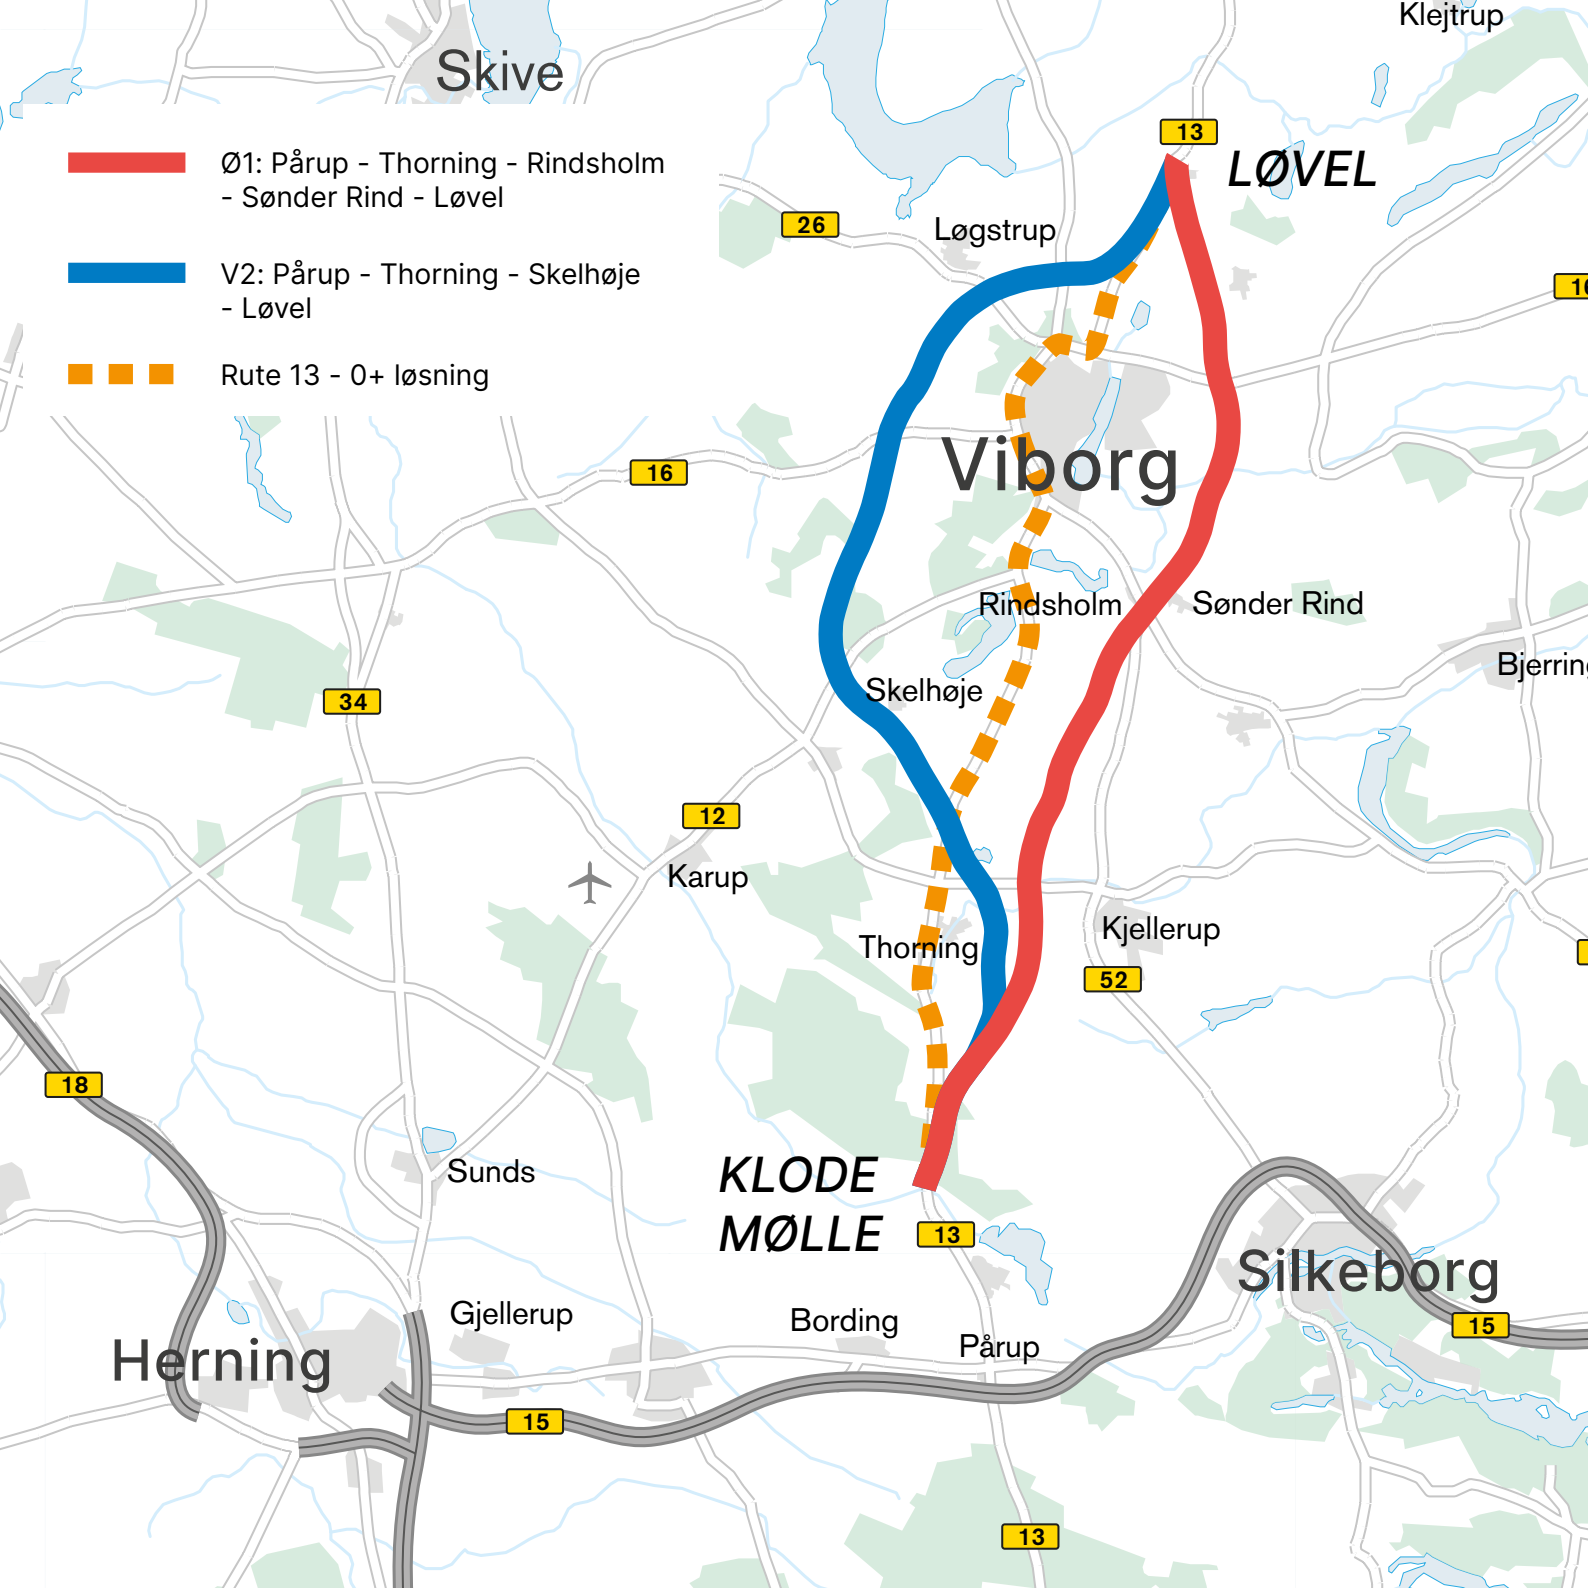 Klejtrup
Skive
13
LØVEL
Ø1: Pårup - Thorning - Rindsholm
- Sønder Rind - Løvel
26
Løgstrup
V2: Pårup - Thorning - Skelhøje
- Løvel
Rute 13 - 0+ løsning
16
Viborg
Rindsholm
Sønder Rind
Bjerring
Skelhøje
34
12
Karup
Thorning
Kjellerup
52
18
Sunds
KLODE
MØLLE
13
Silkeborg
Gjellerup
Bording
Pårup
15
Herning
15
13